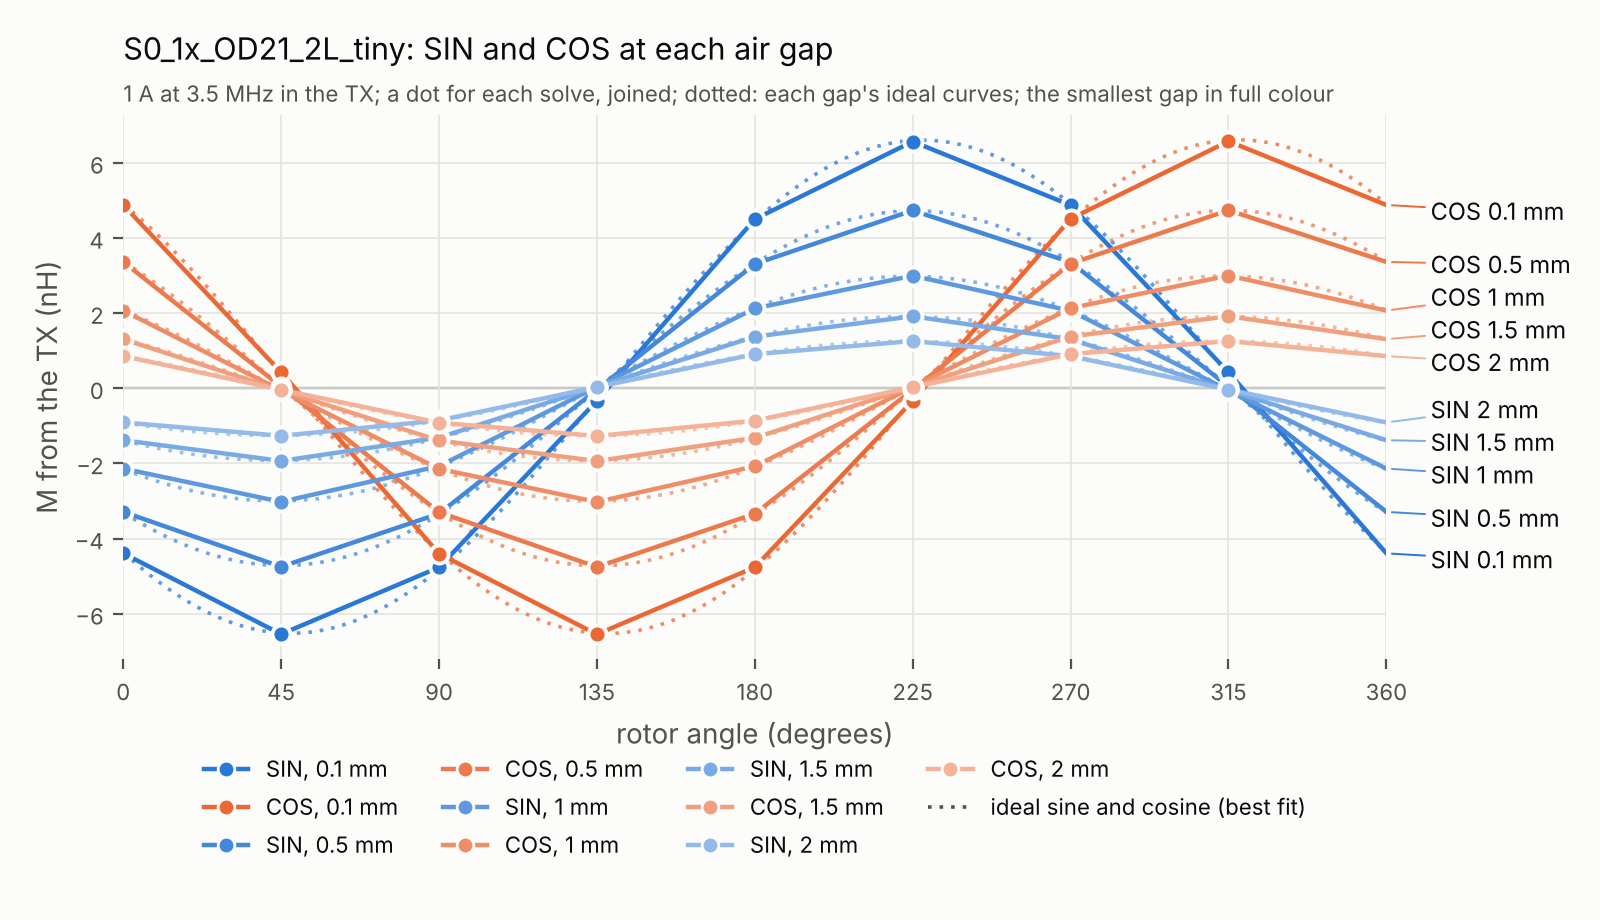 S0_1x_OD21_2L_tiny: SIN and COS at each air gap
1 A at 3.5 MHz in the TX; a dot for each solve, joined; dotted: each gap's ideal curves; the smallest gap in full colour
M from the TX (nH)
6
4
2
0
−2
−4
−6
COS 0.1 mm
COS 0.5 mm
COS 1 mm
COS 1.5 mm
COS 2 mm
SIN 2 mm
SIN 1.5 mm
SIN 1 mm
SIN 0.5 mm
SIN 0.1 mm
0 45 90 135 180 225 270 315 360
rotor angle (degrees)
SIN, 0.1 mm COS, 0.5 mm SIN, 1.5 mm COS, 2 mm
COS, 0.1 mm SIN, 1 mm COS, 1.5 mm ideal sine and cosine (best fit)
SIN, 0.5 mm COS, 1 mm SIN, 2 mm